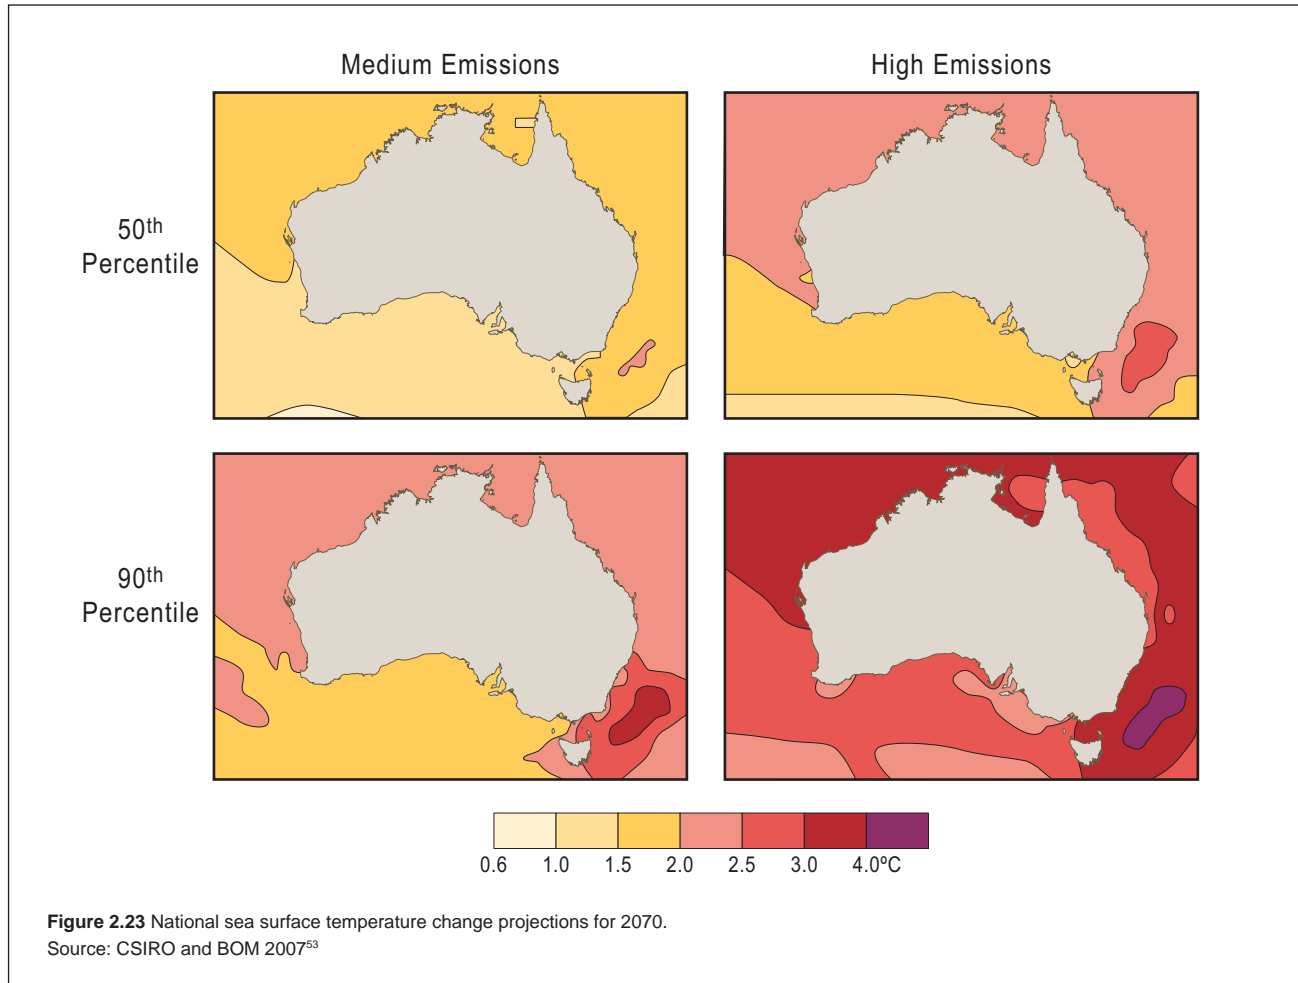 Medium Emissions
High Emissions
50th
Percentile
90th
Percentile
0.6 1.0 1.5 2.0 2.5 3.0 4.0ºC
Figure 2.23 National sea surface temperature change projections for 2070.
Source: CSIRO and BOM 200753